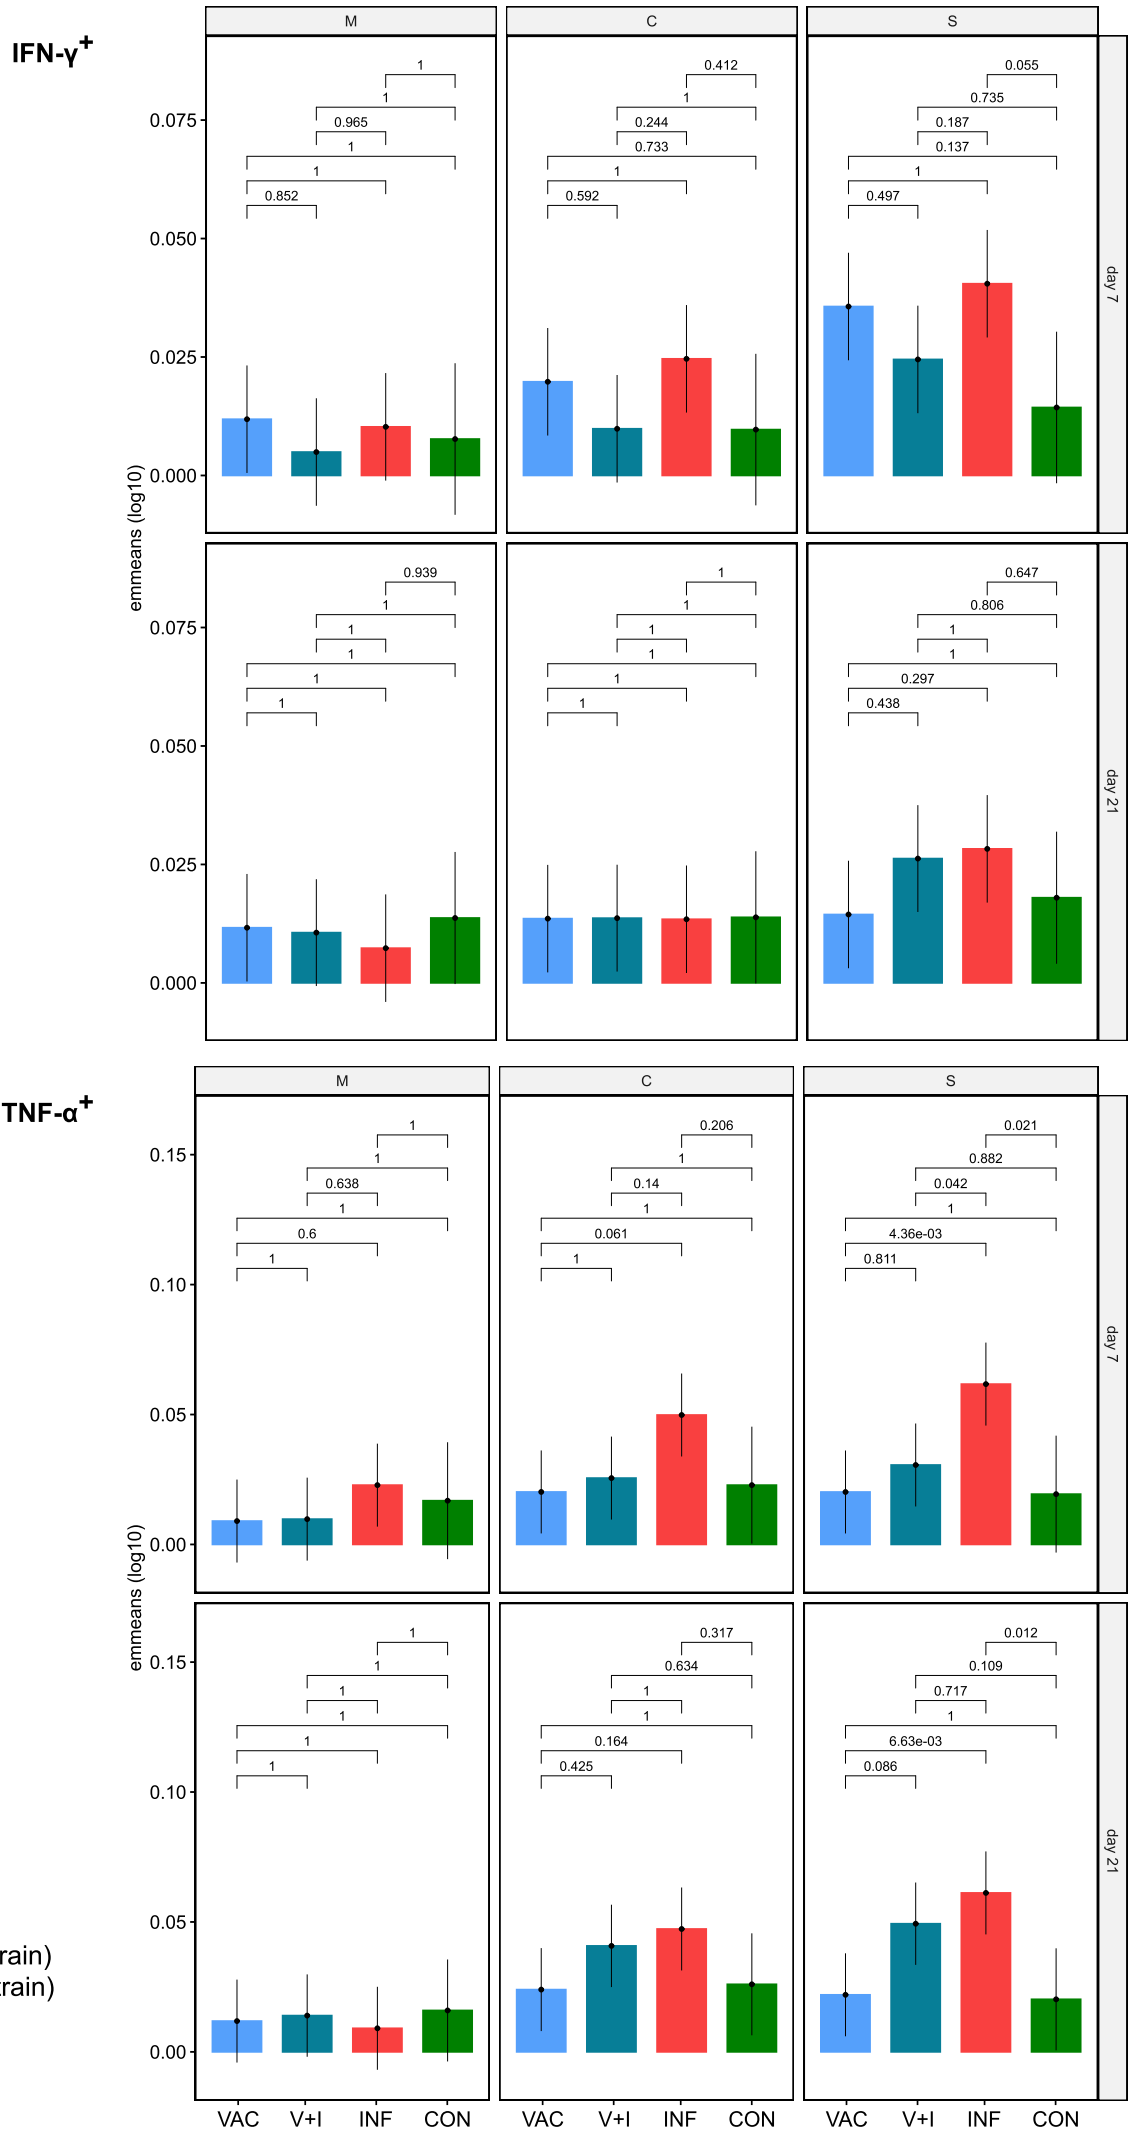 IFN-γ+
M C S
1 0.412 0.055
1 1 0.735
0.965 0.244 0.187
1 0.733 0.137
1 1 1
0.852 0.592 0.497
0.075
0.050
0.025
0.000
day 7
emmeans (log10)
0.939 1 0.647
1 1 0.806
1 1 1
1 1 1
1 1 0.297
1 1 0.438
0.075
0.050
0.025
0.000
day 21
TNF-α+
M C S
1 0.206 0.021
1 1 0.882
0.638 0.14 0.042
1 1 1
0.6 0.061 4.36e-03
1 1 0.811
0.15
0.10
0.05
0.00
day 7
emmeans (log10)
1 0.317 0.012
1 0.634 0.109
1 1 0.717
1 1 1
1 0.164 6.63e-03
1 0.425 0.086
0.15
0.10
0.05
0.00
day 21
rain)
train)
VAC V+I INF CON VAC V+I INF CON VAC V+I INF CON